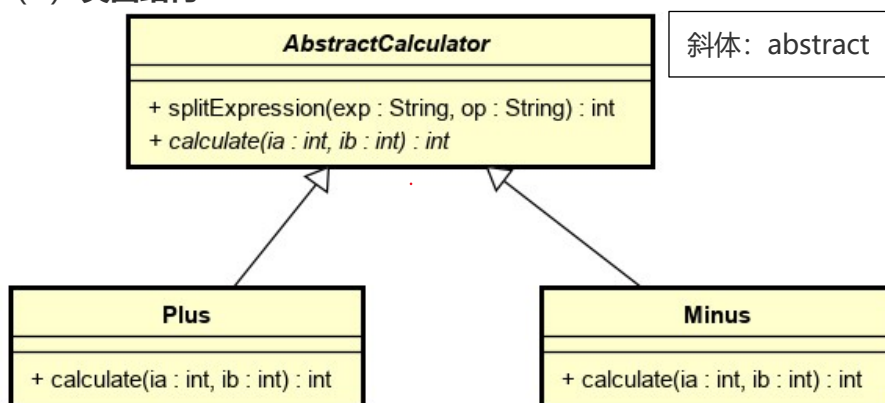 AbstractCalculator
斜体：abstract
+ splitExpression(exp : String, op : String) : int
+ calculate(ia : int, ib : int) : int
Plus
Minus
+ calculate(ia : int, ib : int) : int
+ calculate(ia : int, ib : int) : int